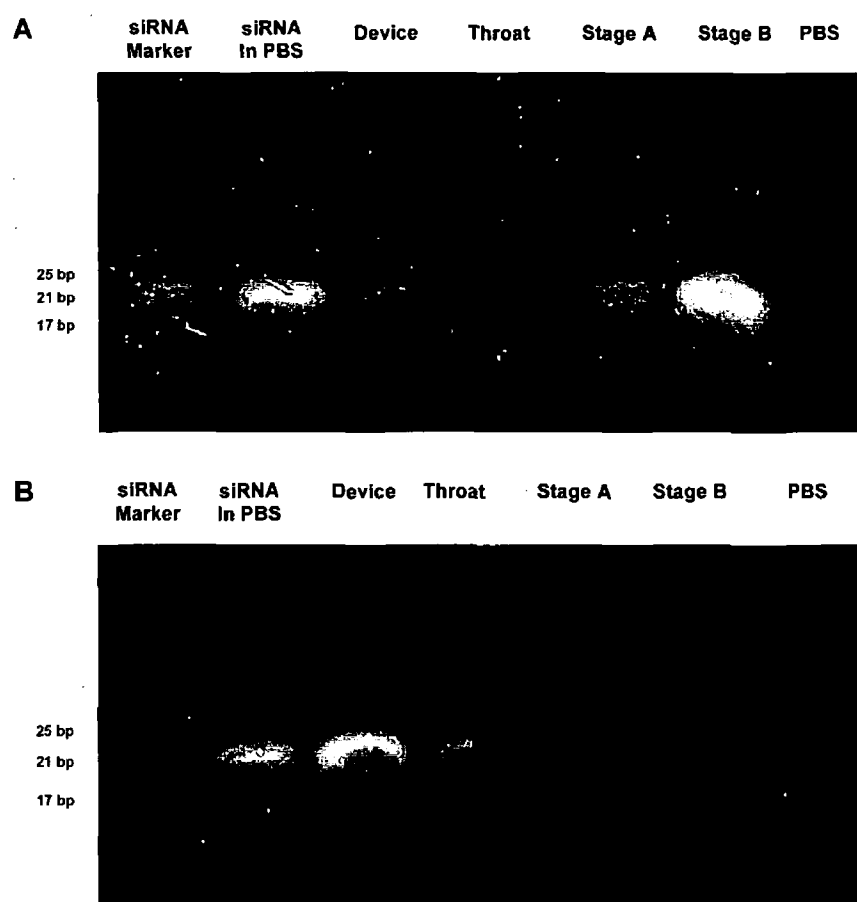 A
siRNA Marker
siRNA In PBS
Device
Throat
Stage A
Stage B
PBS
25 bp
21 bp
17 bp
B
siRNA Marker
siRNA In PBS
Device
Throat
Stage A
Stage B
PBS
25 bp
21 bp
17 bp